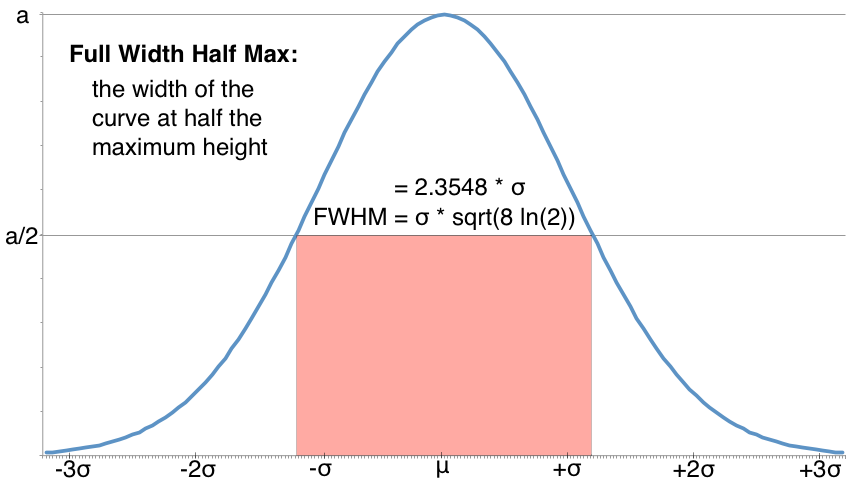 a
Full Width Half Max:
the width of the
curve at half the
maximum height
= 2.3548 * σ
FWHM = σ * sqrt(8 ln(2))
a/2
-3σ -2σ -σ μ +σ +2σ +3σ